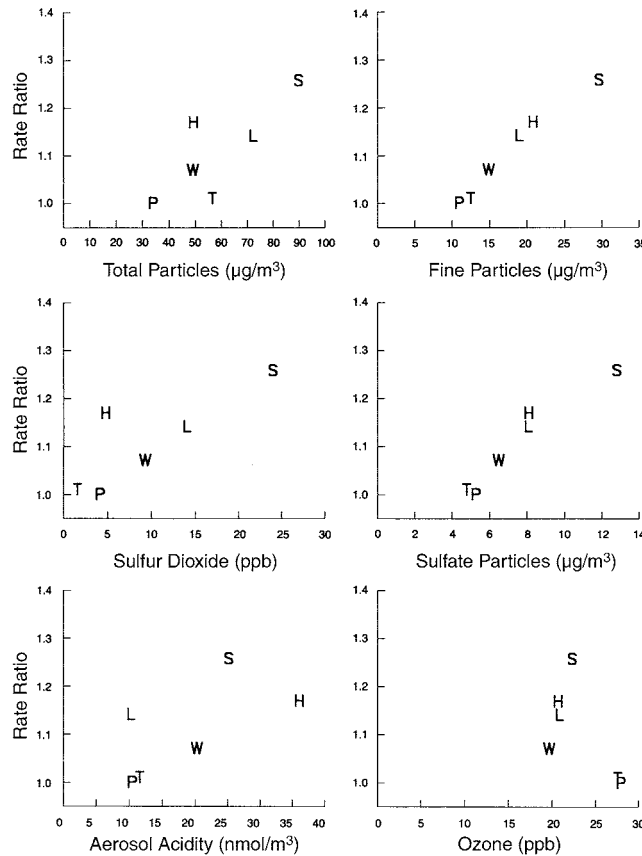 1.4
1.3
1.2
1.1
1.0
Rate Ratio
S
H
L
W
P
T
0 10 20 30 40 50 60 70 80 90 100
Total Particles (μg/m³)
1.4
1.3
1.2
1.1
1.0
S
H
L
W
P T
0 5 10 15 20 25 30 35
Fine Particles (μg/m³)
1.4
1.3
1.2
1.1
1.0
Rate Ratio
S
H
L
W
T P
0 5 10 15 20 25 30
Sulfur Dioxide (ppb)
1.4
1.3
1.2
1.1
1.0
S
H
L
W
T P
0 2 4 6 8 10 12 14
Sulfate Particles (μg/m³)
1.4
1.3
1.2
1.1
1.0
Rate Ratio
S
H
L
W
P T
0 5 10 15 20 25 30 35 40
Aerosol Acidity (nmol/m³)
1.4
1.3
1.2
1.1
1.0
S
H
L
W
T P
0 10 20 30
Ozone (ppb)